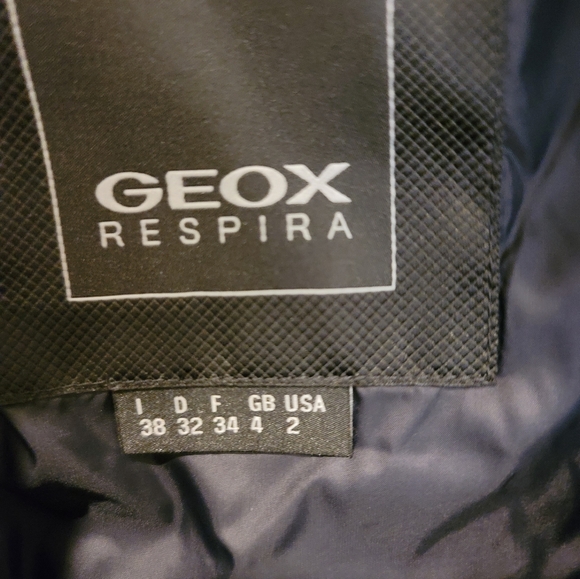 GEOX
RESPIRA
I D F GB USA
38 32 34 4 2